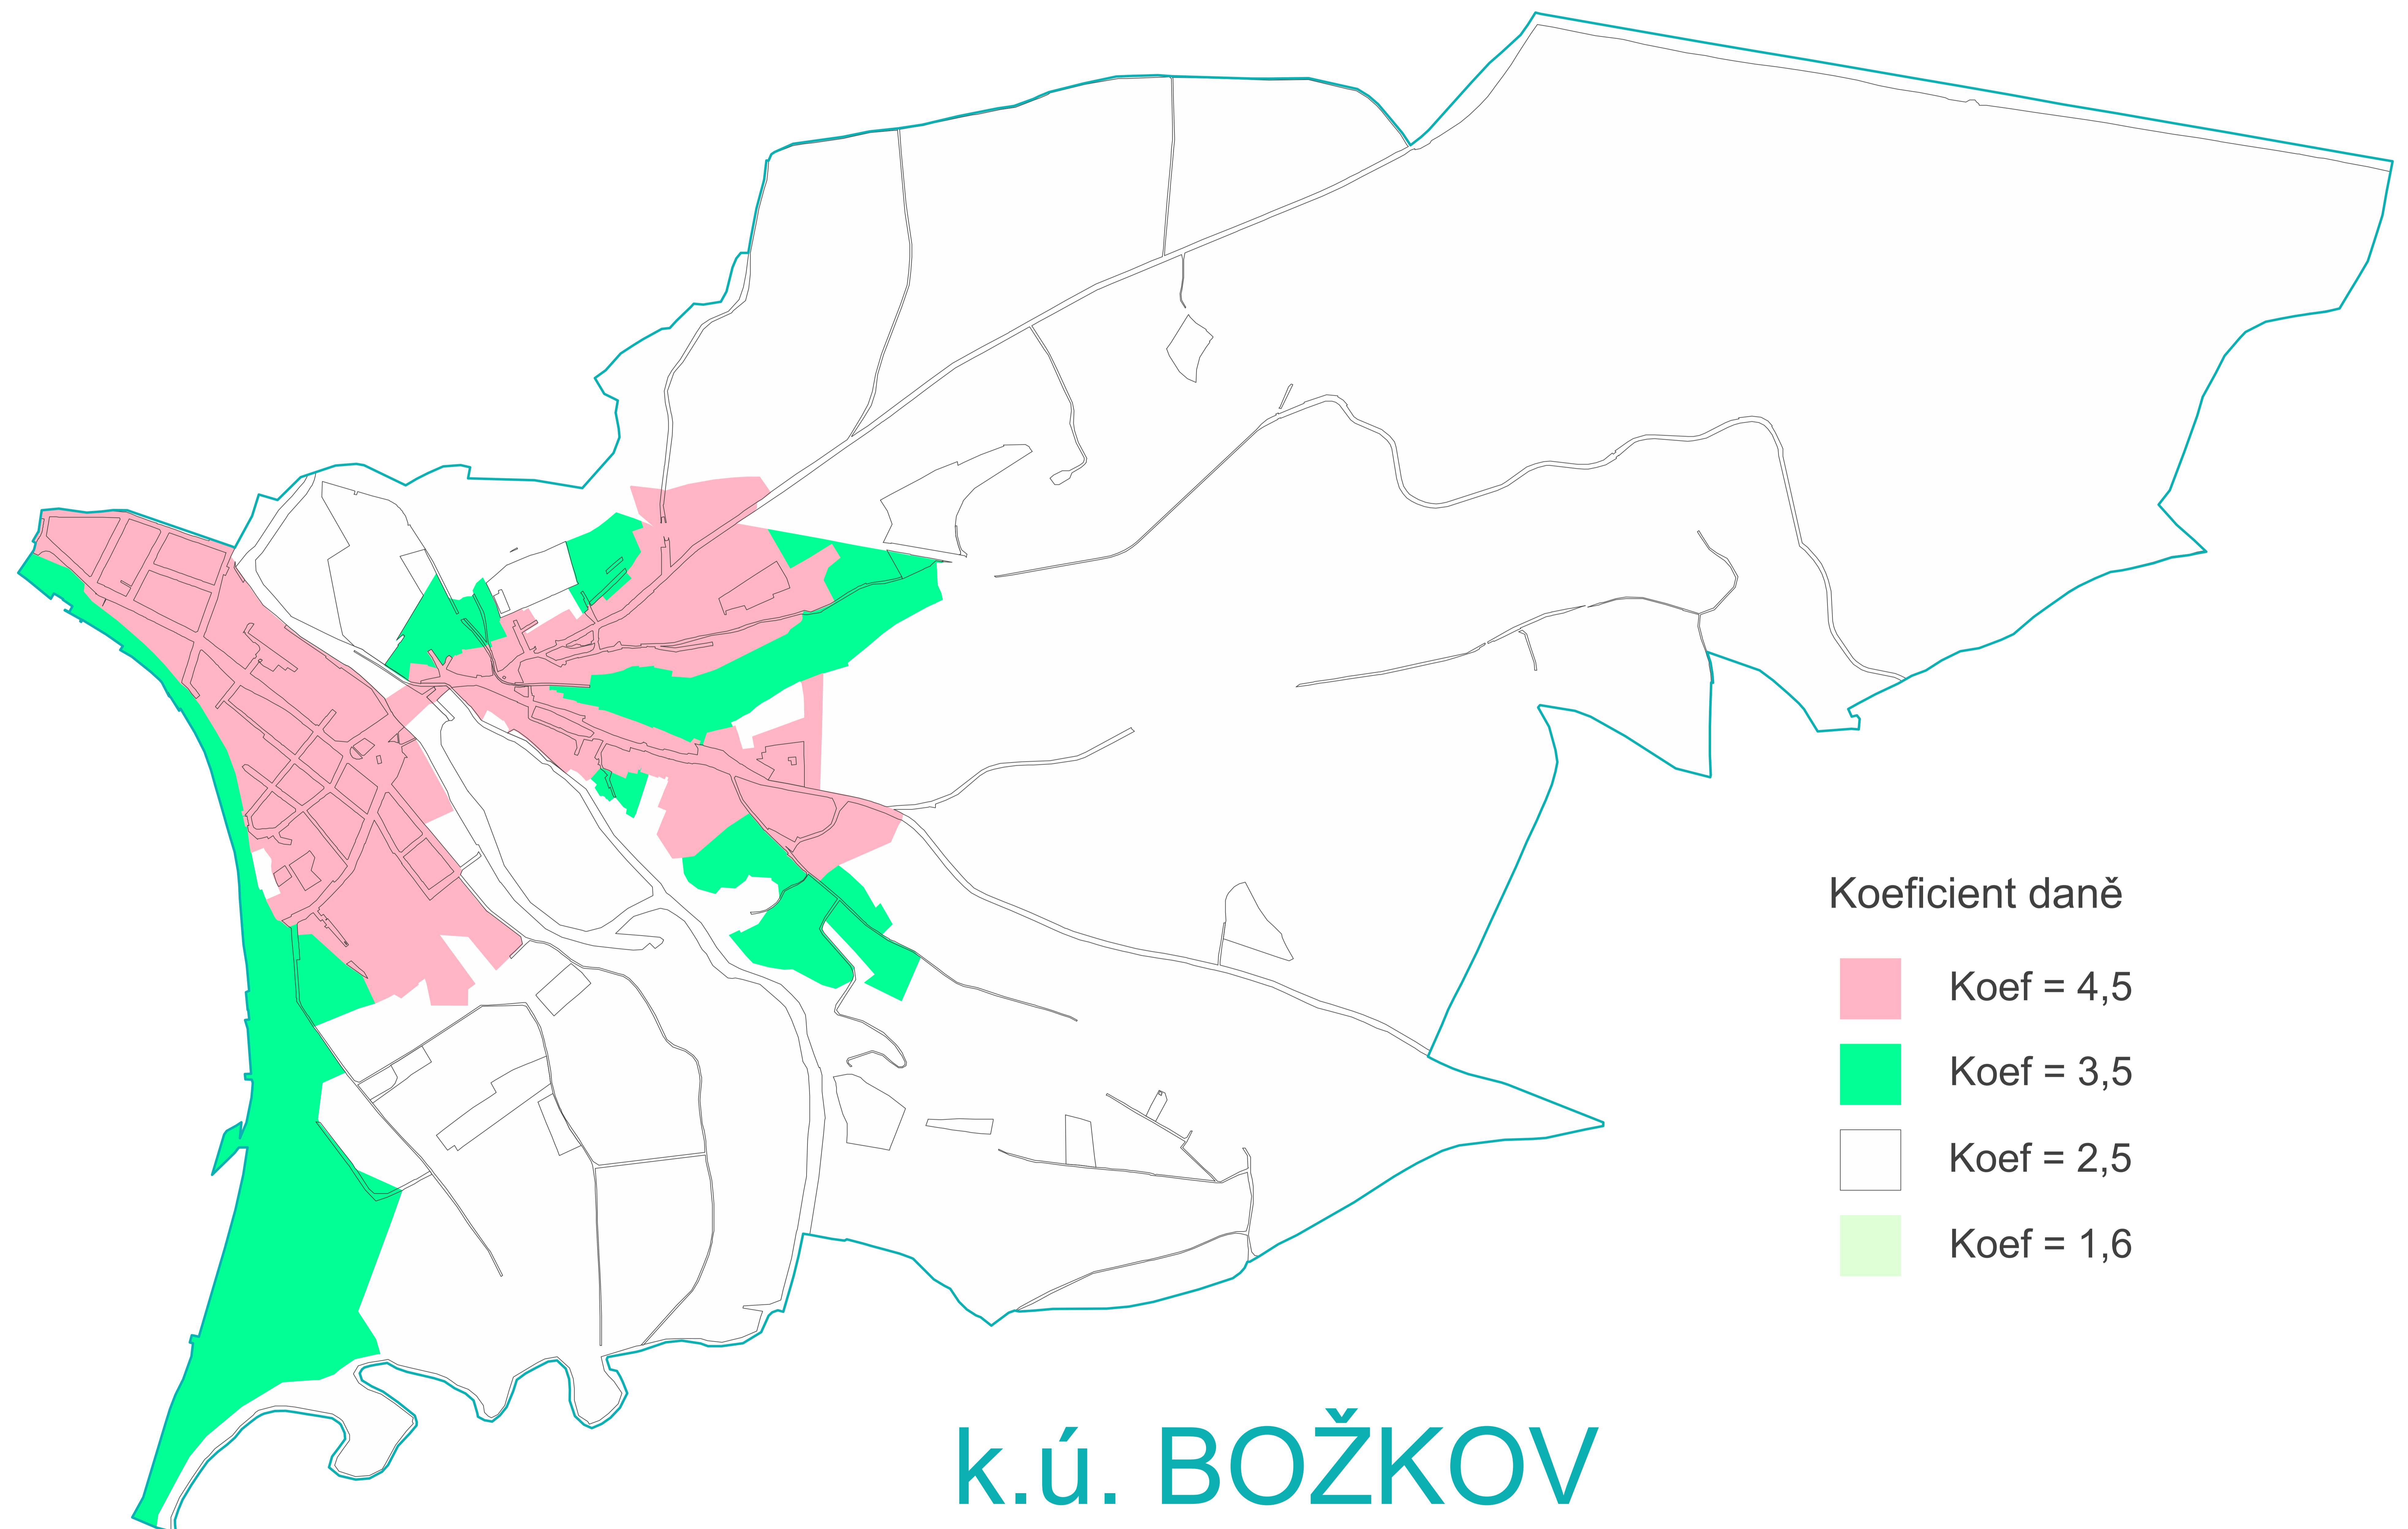 Koeficient daně
Koef = 4,5
Koef = 3,5
Koef = 2,5
Koef = 1,6
k.ú. BOŽKOV